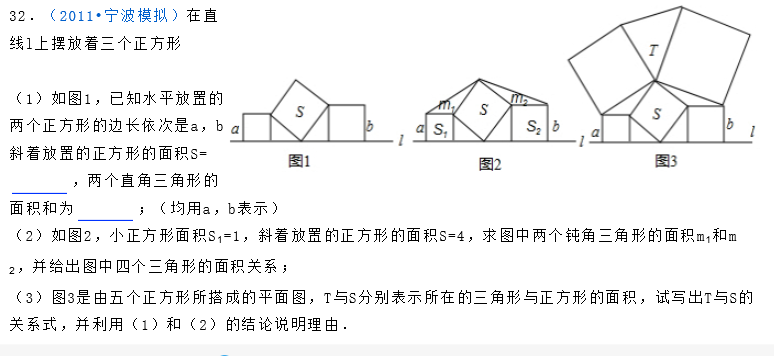 32.（2011•宁波模拟）在直
线l上摆放着三个正方形
（1）如图1，已知水平放置的
两个正方形的边长依次是a，b
斜着放置的正方形的面积S=
______，两个直角三角形的
面积和为______；（均用a，b表示）
（2）如图2，小正方形面积S₁=1，斜着放置的正方形的面积S=4，求图中两个钝角三角形的面积m₁和m
₂，并给出图中四个三角形的面积关系；
（3）图3是由五个正方形所搭成的平面图，T与S分别表示所在的三角形与正方形的面积，试写出T与S的
关系式，并利用（1）和（2）的结论说明理由．
a S b l
图1
a S₁ m₁ S m₂ S₂ b l
图2
T a S b l
图3